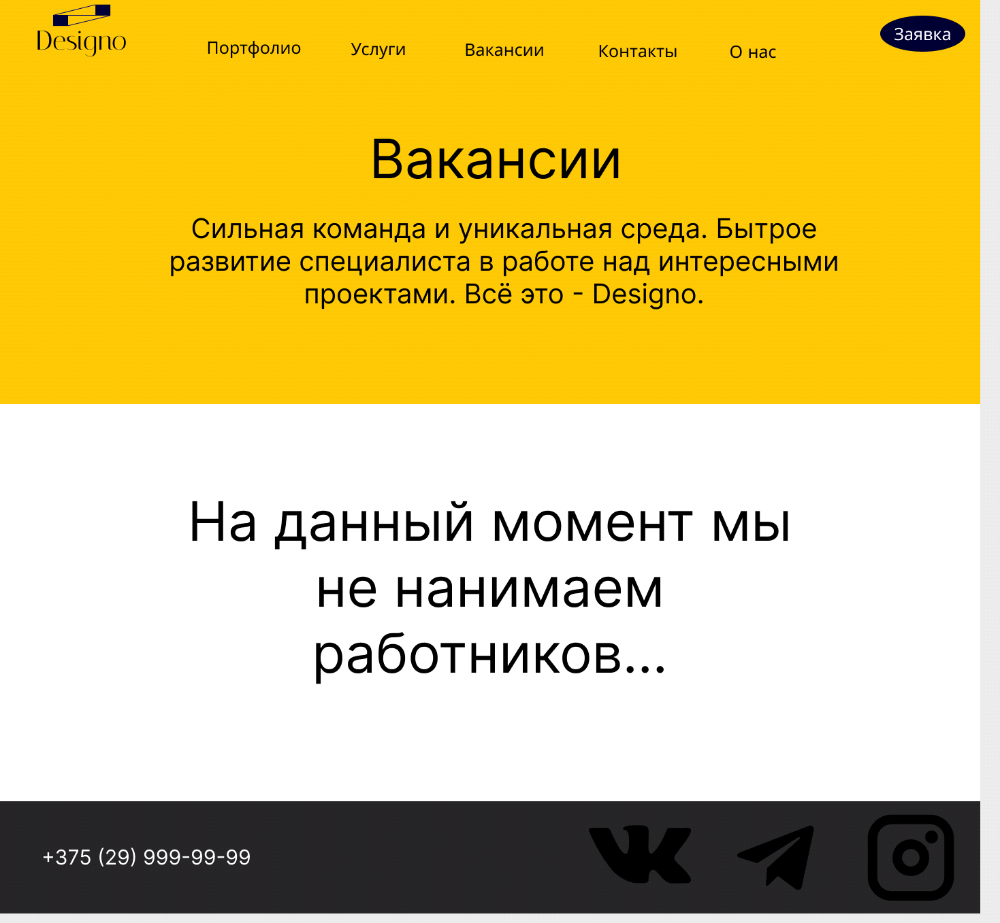 Designo
Портфолио
Услуги
Вакансии
Контакты
О нас
Заявка
Вакансии
Сильная команда и уникальная среда. Бытрое
развитие специалиста в работе над интересными
проектами. Всё это - Designo.
На данный момент мы
не нанимаем
работников...
+375 (29) 999-99-99